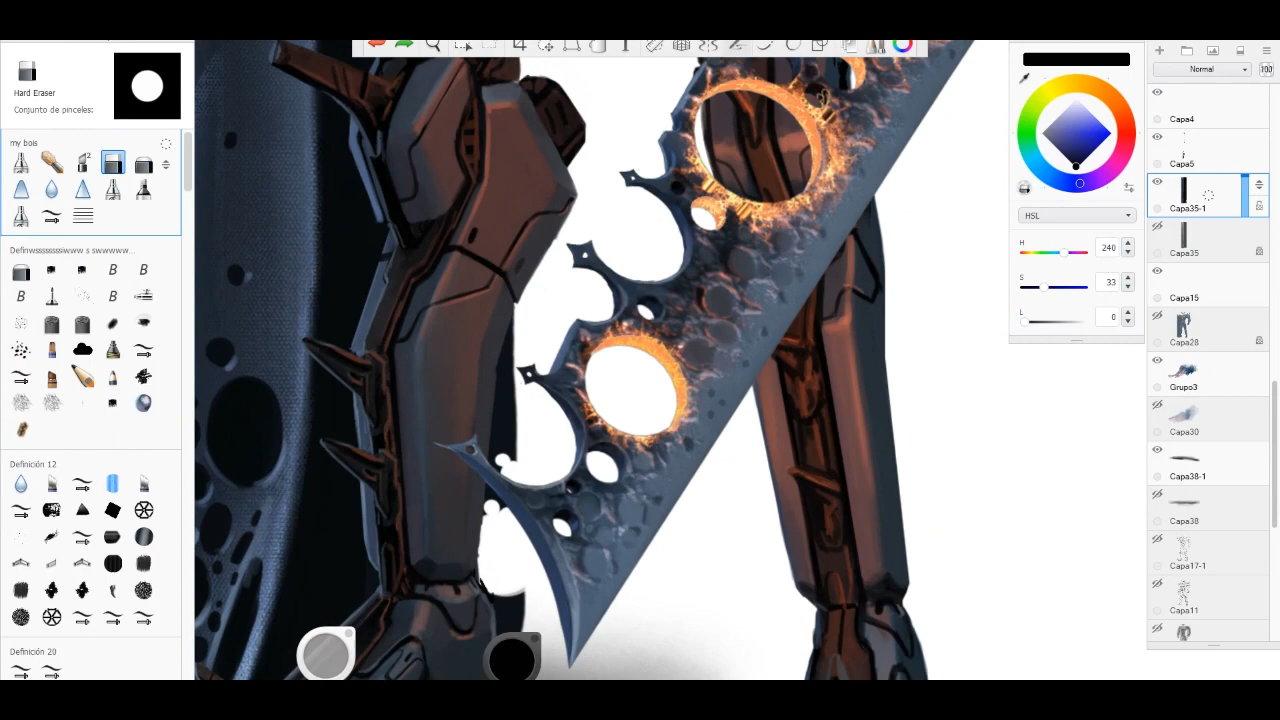 Hard Eraser
Conjunto de pinceles:
my bois
Definwssssssssiwww s swwwww...
B
B
B
B
Definición 12
Definición 20
Normal
100
Capa4
Capa5
Capa35-1
Capa35
Capa15
Capa28
Grupo3
Capa30
Capa38-1
Capa38
Capa17-1
Capa11
HSL
H
240
S
33
L
0